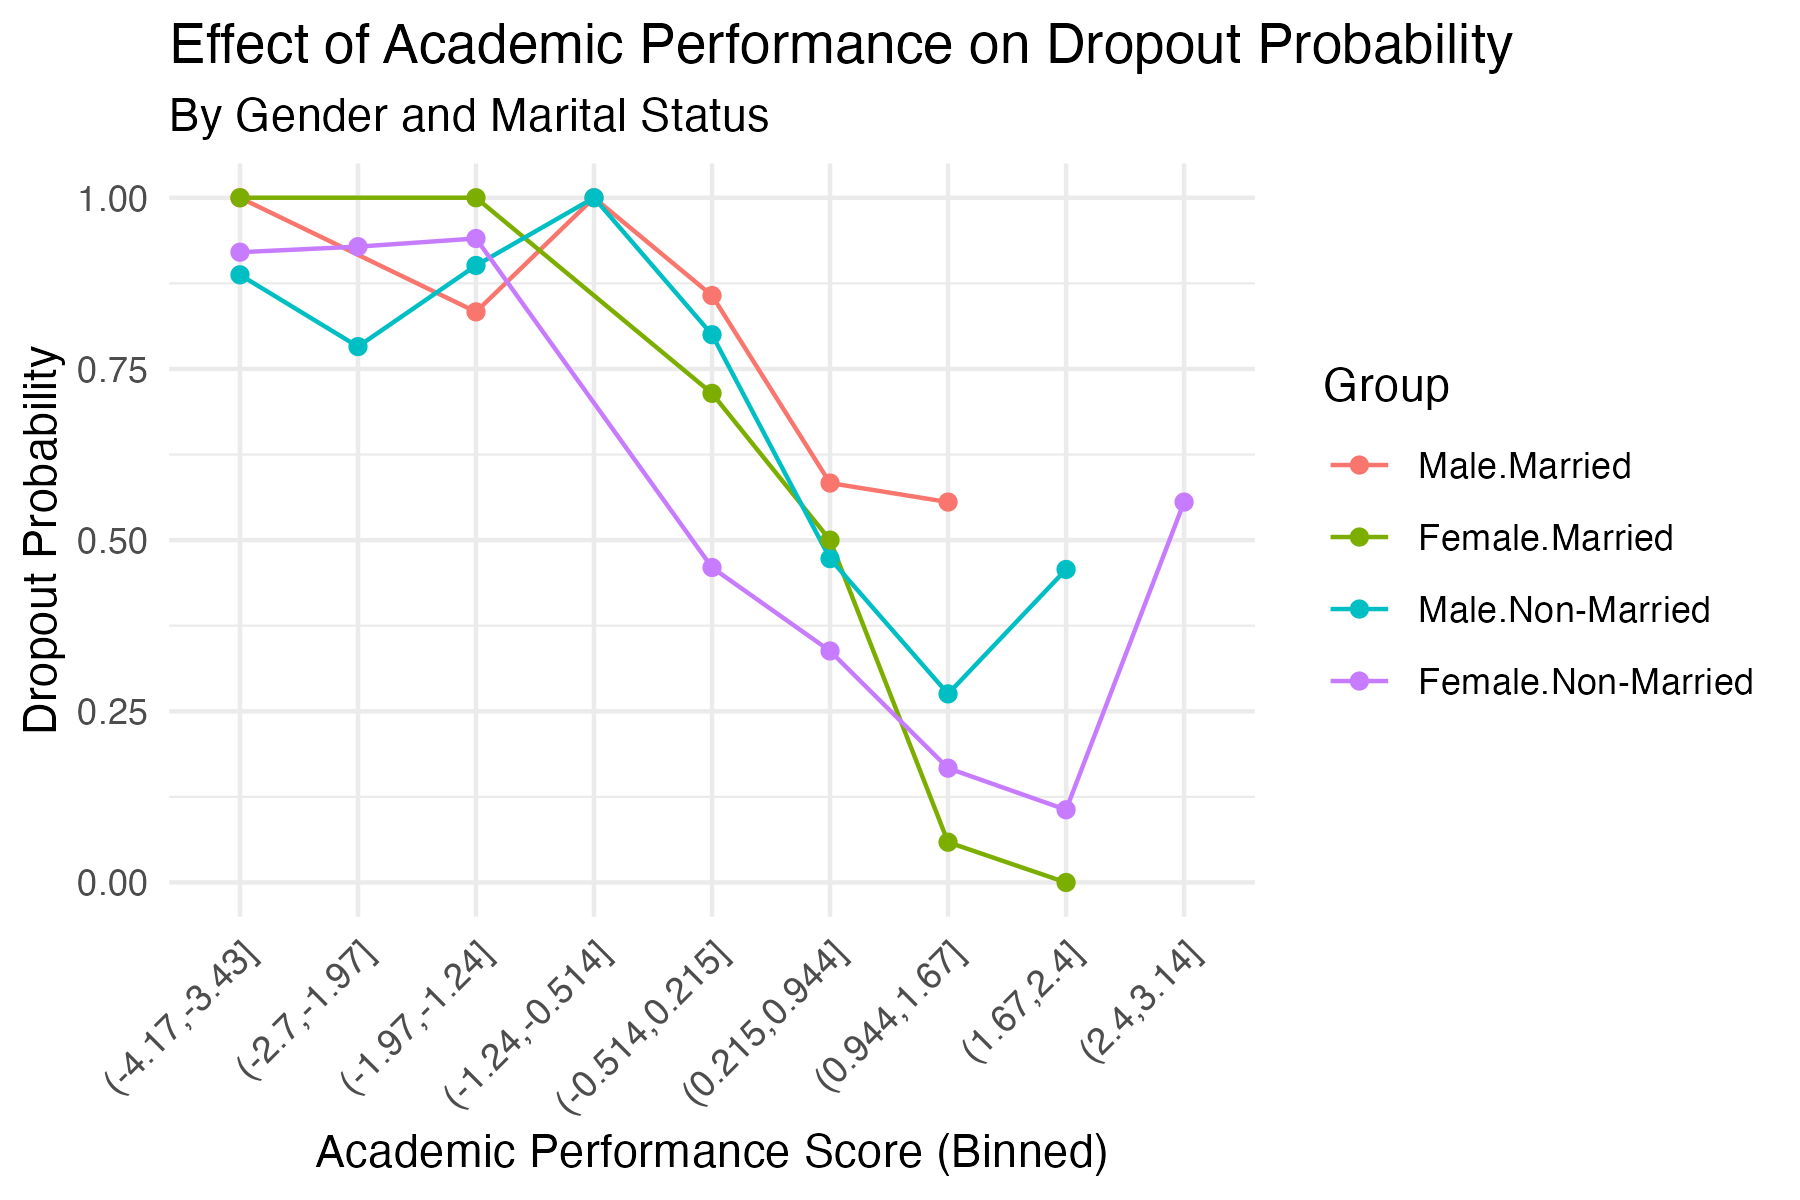 Effect of Academic Performance on Dropout Probability
By Gender and Marital Status
Dropout Probability
1.00
0.75
0.50
0.25
0.00
(-4.17,-3.43]
(-2.7,-1.97]
(-1.97,-1.24]
(-1.24,-0.514]
(-0.514,0.215]
(0.215,0.944]
(0.944,1.67]
(1.67,2.4]
(2.4,3.14]
Academic Performance Score (Binned)
Group
Male.Married
Female.Married
Male.Non-Married
Female.Non-Married